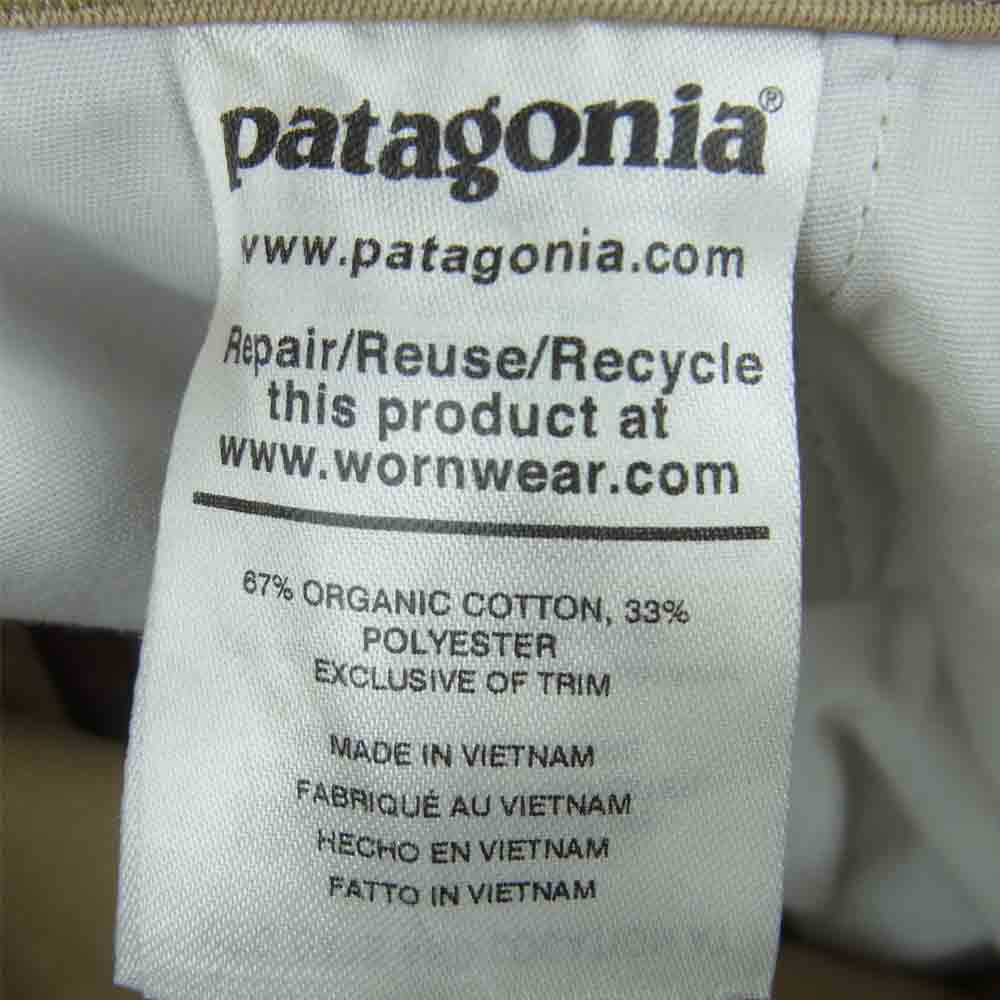 patagonia®
www.patagonia.com
Repair/Reuse/Recycle
this product at
www.wornwear.com
67% ORGANIC COTTON, 33%
POLYESTER
EXCLUSIVE OF TRIM
MADE IN VIETNAM
FABRIQUÉ AU VIETNAM
HECHO EN VIETNAM
FATTO IN VIETNAM